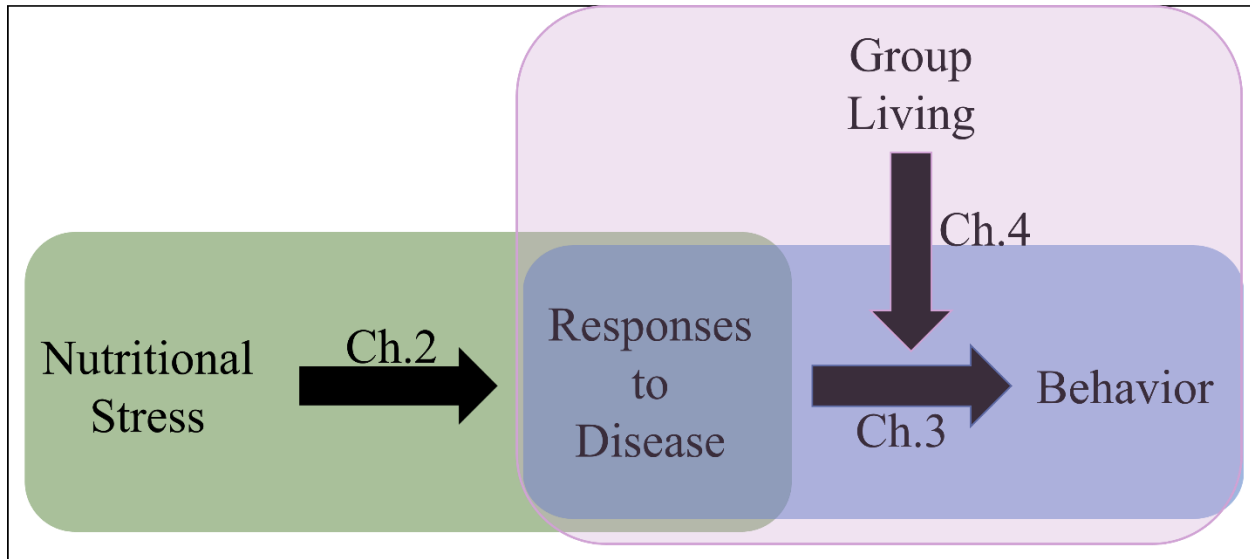 Group
Living
Ch.4
Nutritional
Stress
Ch.2
Responses
to
Disease
Ch.3
Behavior